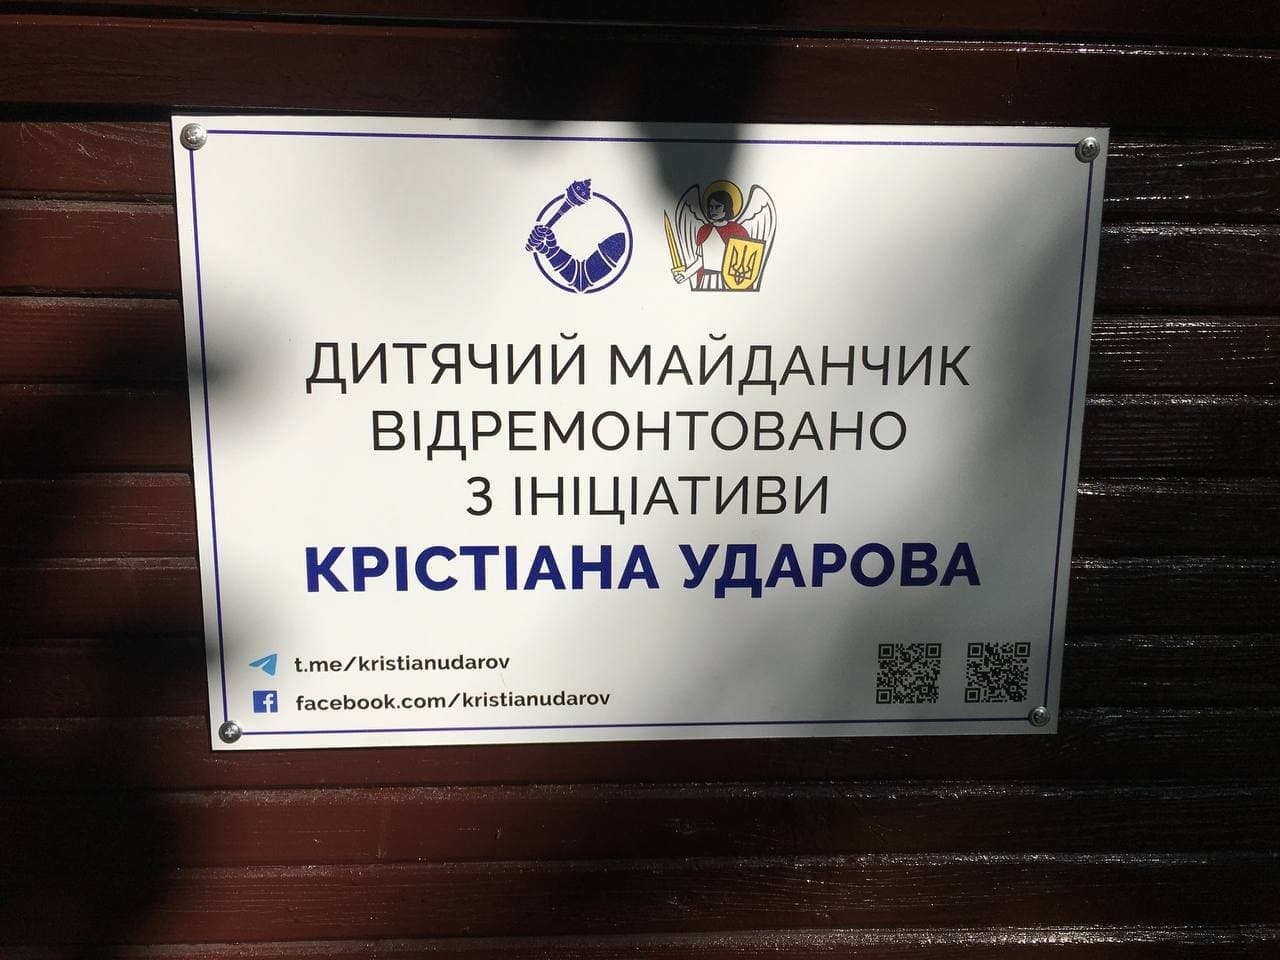 ДИТЯЧИЙ МАЙДАНЧИК
ВІДРЕМОНТОВАНО
З ІНІЦІАТИВИ
КРІСТІАНА УДАРОВА
t.me/kristianudarov
facebook.com/kristianudarov